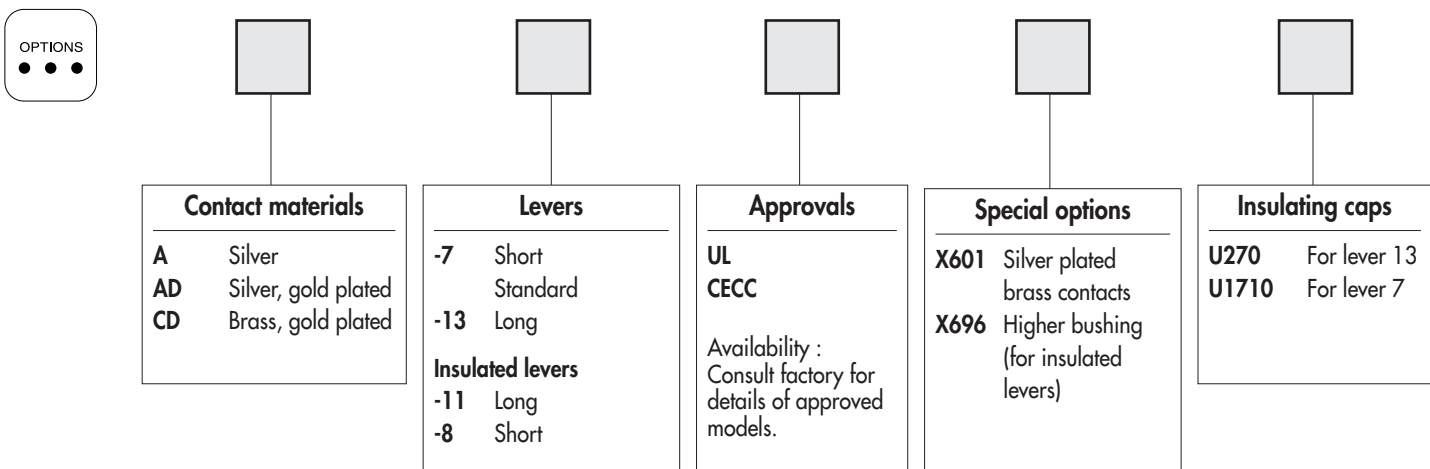 OPTIONS
Contact materials
A Silver
AD Silver, gold plated
CD Brass, gold plated
Levers
-7 Short
Standard
-13 Long
Insulated levers
-11 Long
-8 Short
Approvals
UL
CECC
Availability :
Consult factory for
details of approved
models.
Special options
X601 Silver plated
brass contacts
X696 Higher bushing
(for insulated
levers)
Insulating caps
U270 For lever 13
U1710 For lever 7